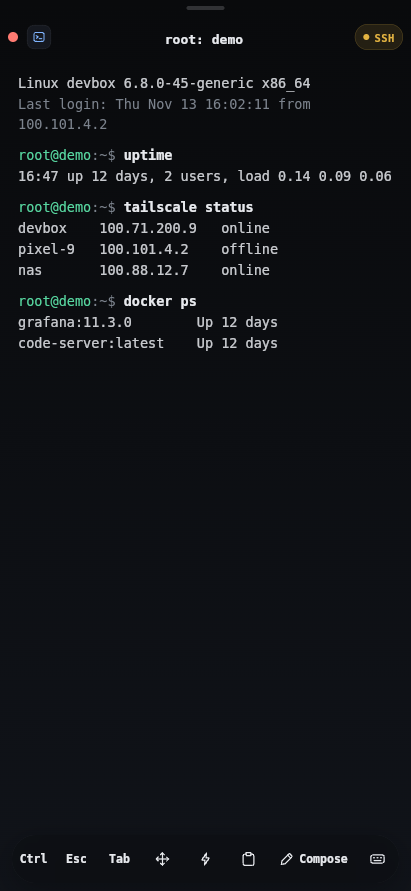 root: demo
SSH
Linux devbox 6.8.0-45-generic x86_64
Last login: Thu Nov 13 16:02:11 from
100.101.4.2
root@demo:~$ uptime
16:47 up 12 days, 2 users, load 0.14 0.09 0.06
root@demo:~$ tailscale status
devbox    100.71.200.9   online
pixel-9   100.101.4.2    offline
nas       100.88.12.7    online
root@demo:~$ docker ps
grafana:11.3.0        Up 12 days
code-server:latest    Up 12 days
Ctrl Esc Tab Compose